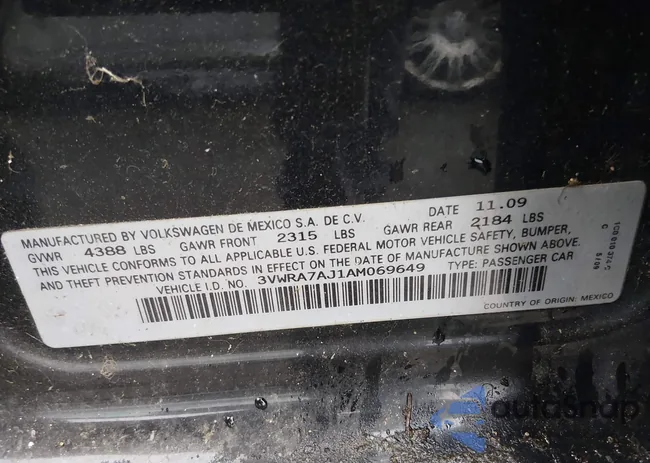 MANUFACTURED BY VOLKSWAGEN DE MEXICO S.A. DE C.V. DATE 11.09
GVWR 4388 LBS GAWR FRONT 2315 LBS GAWR REAR 2184 LBS
THIS VEHICLE CONFORMS TO ALL APPLICABLE U.S. FEDERAL MOTOR VEHICLE SAFETY, BUMPER,
AND THEFT PREVENTION STANDARDS IN EFFECT ON THE DATE OF MANUFACTURE SHOWN ABOVE.
VEHICLE I.D. NO. 3VWRA7AJ1AM069649 TYPE: PASSENGER CAR
COUNTRY OF ORIGIN: MEXICO
autoSnap